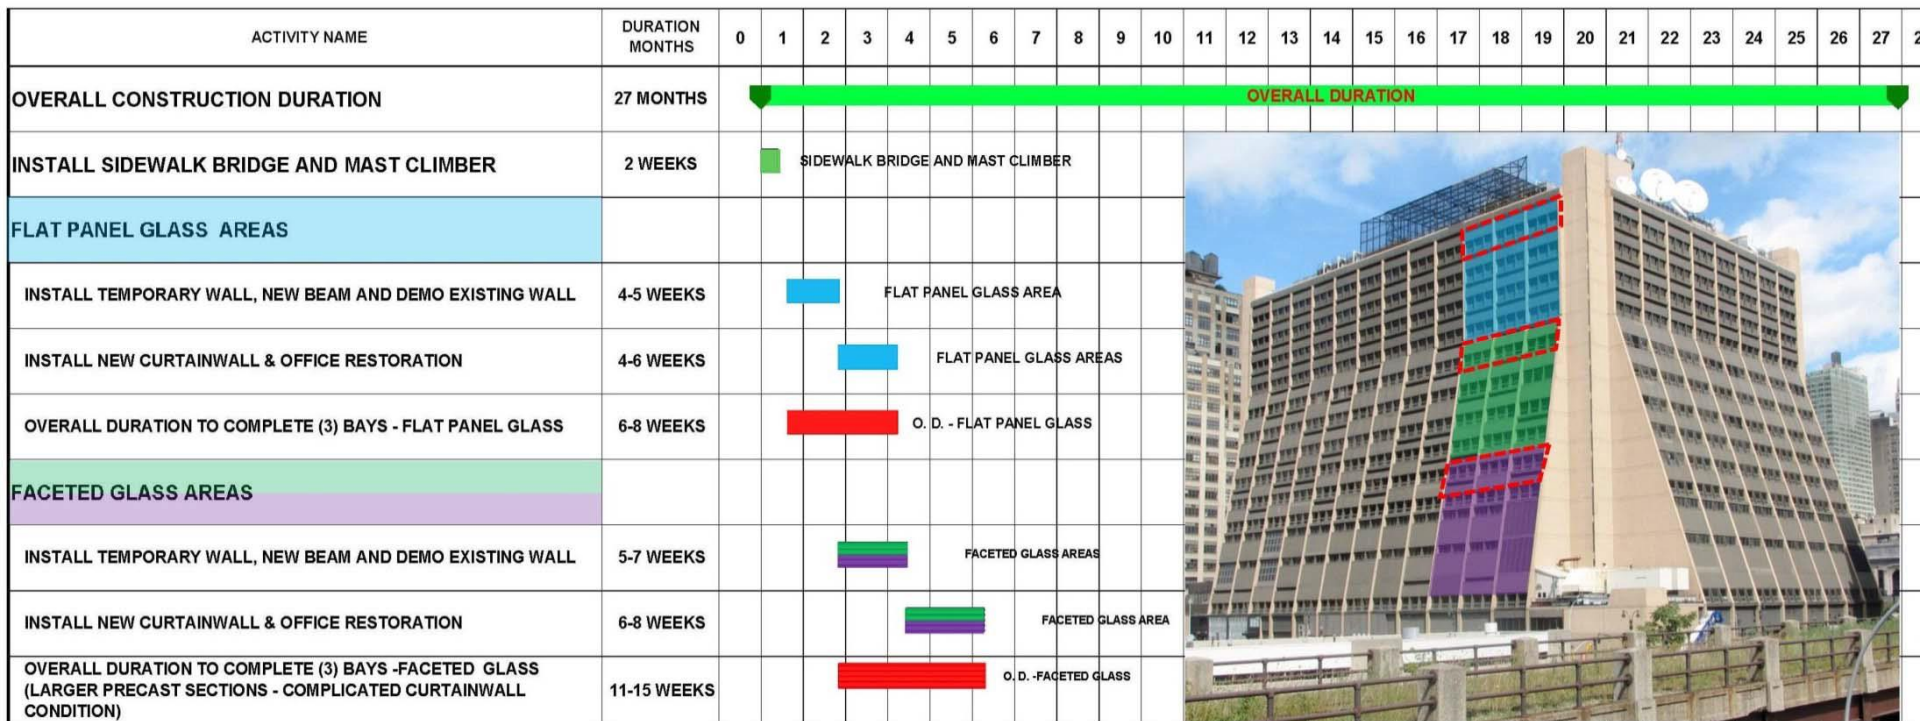 ACTIVITY NAME
DURATION
MONTHS
0 1 2 3 4 5 6 7 8 9 10 11 12 13 14 15 16 17 18 19 20 21 22 23 24 25 26 27 2
OVERALL CONSTRUCTION DURATION
27 MONTHS
OVERALL DURATION
INSTALL SIDEWALK BRIDGE AND MAST CLIMBER
2 WEEKS
SIDEWALK BRIDGE AND MAST CLIMBER
FLAT PANEL GLASS AREAS
INSTALL TEMPORARY WALL, NEW BEAM AND DEMO EXISTING WALL
4-5 WEEKS
FLAT PANEL GLASS AREA
INSTALL NEW CURTAINWALL & OFFICE RESTORATION
4-6 WEEKS
FLAT PANEL GLASS AREAS
OVERALL DURATION TO COMPLETE (3) BAYS - FLAT PANEL GLASS
6-8 WEEKS
O. D. - FLAT PANEL GLASS
FACETED GLASS AREAS
INSTALL TEMPORARY WALL, NEW BEAM AND DEMO EXISTING WALL
5-7 WEEKS
FACETED GLASS AREAS
INSTALL NEW CURTAINWALL & OFFICE RESTORATION
6-8 WEEKS
FACETED GLASS AREA
OVERALL DURATION TO COMPLETE (3) BAYS -FACETED GLASS
(LARGER PRECAST SECTIONS - COMPLICATED CURTAINWALL
CONDITION)
11-15 WEEKS
O. D. -FACETED GLASS